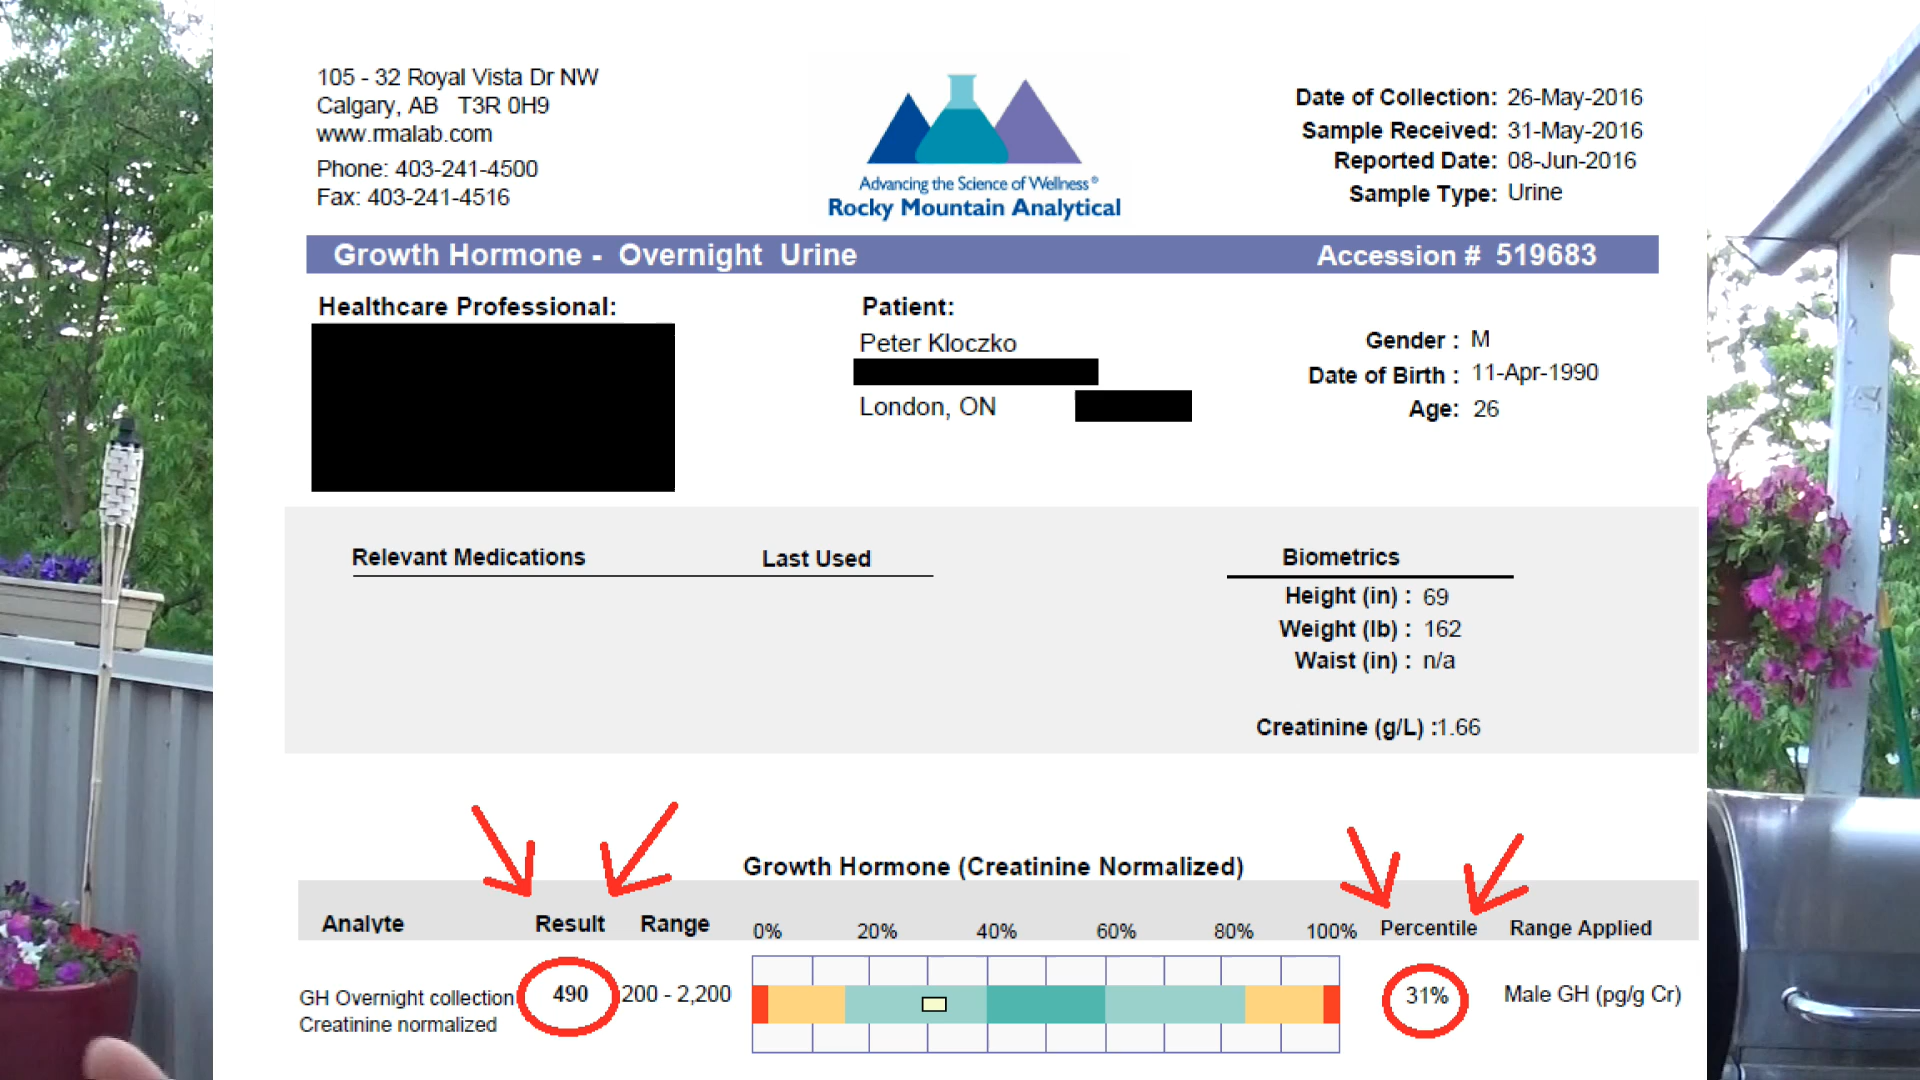 105 - 32 Royal Vista Dr NW
Calgary, AB T3R 0H9
www.rmalab.com
Phone: 403-241-4500
Fax: 403-241-4516
Advancing the Science of Wellness®
Rocky Mountain Analytical
Date of Collection: 26-May-2016
Sample Received: 31-May-2016
Reported Date: 08-Jun-2016
Sample Type: Urine
Growth Hormone - Overnight Urine Accession # 519683
Healthcare Professional:
Patient:
Peter Kloczko
London, ON
Gender : M
Date of Birth : 11-Apr-1990
Age: 26
Relevant Medications Last Used
Biometrics
Height (in) : 69
Weight (lb) : 162
Waist (in) : n/a
Creatinine (g/L) :1.66
Growth Hormone (Creatinine Normalized)
Analyte Result Range 0% 20% 40% 60% 80% 100% Percentile Range Applied
GH Overnight collection 490 200 - 2,200 31% Male GH (pg/g Cr)
Creatinine normalized